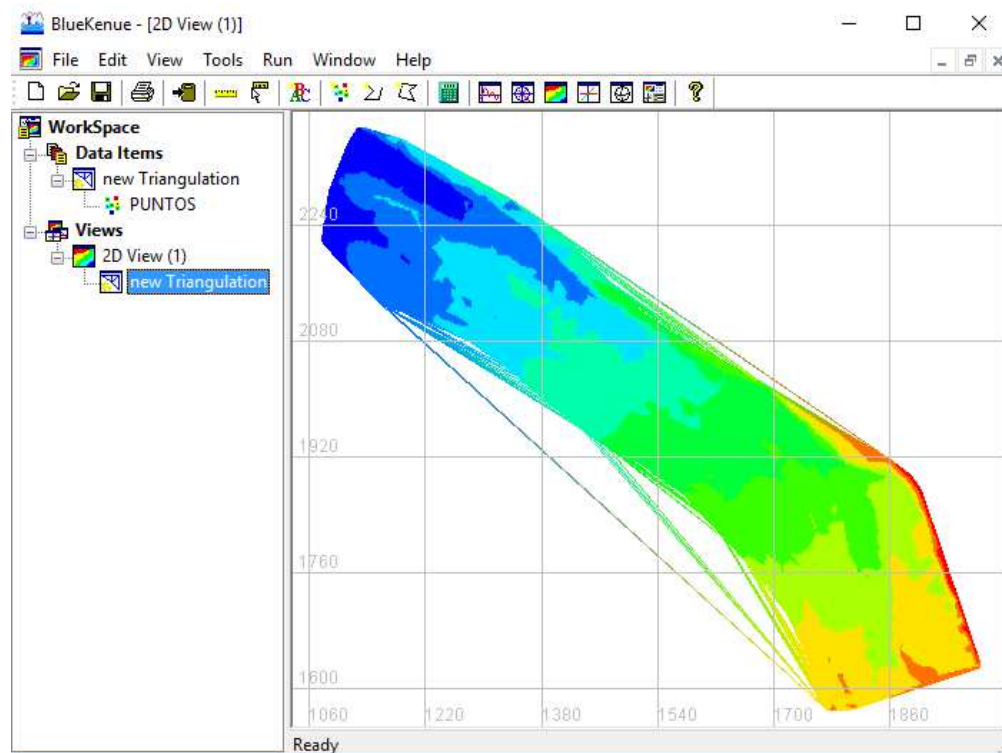 BlueKenue - [2D View (1)]
File Edit View Tools Run Window Help
WorkSpace
Data Items
new Triangulation
PUNTOS
Views
2D View (1)
new Triangulation
2240
2080
1920
1760
1600
1060 1220 1380 1540 1700 1860
Ready